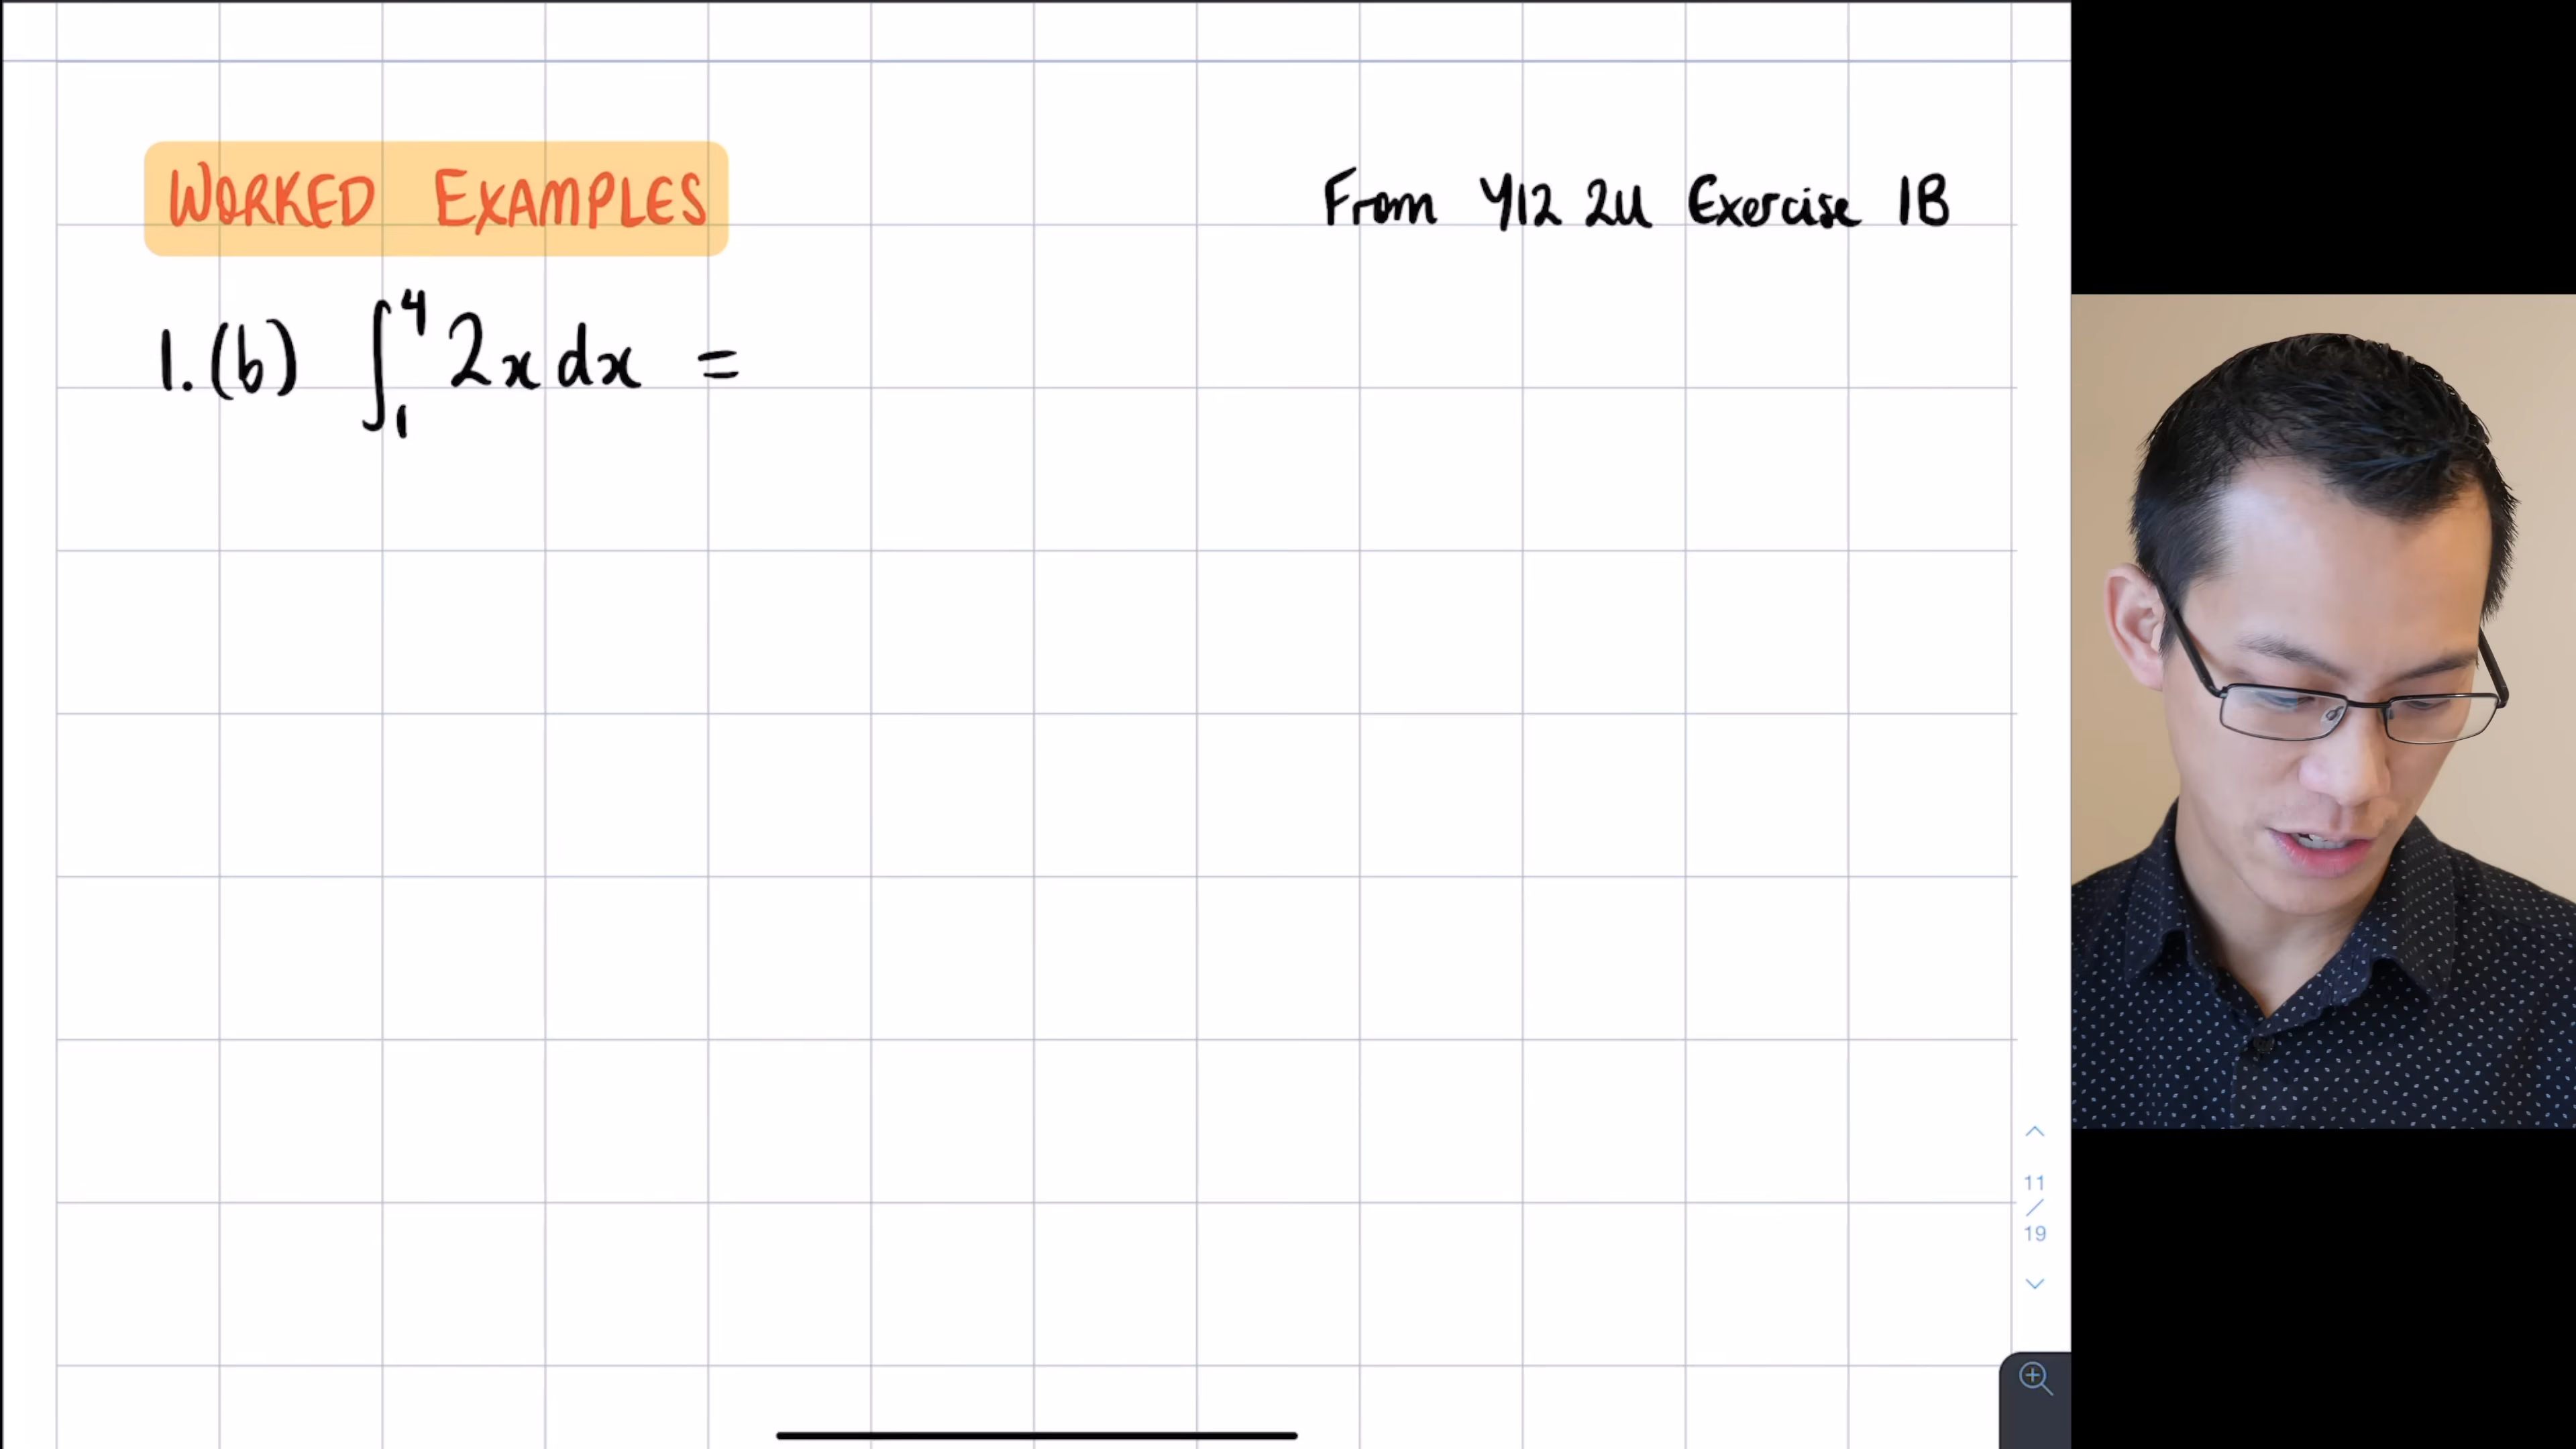 WORKED EXAMPLES
From Y12 2U Exercise 1B
1.(b) ∫₁⁴ 2x dx =
11
/
19